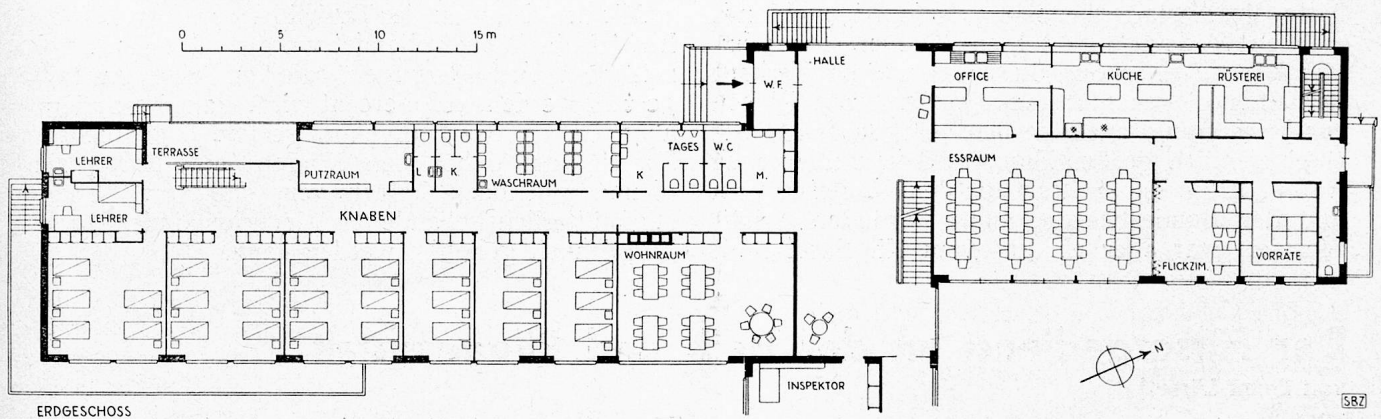 0 5 10 15 m
W.F.
HALLE
OFFICE
KÜCHE
RÜSTEREI
LEHRER
TERRASSE
PUTZRAUM
L.
K.
WASCHRAUM
K
TAGES W.C
M.
ESSRAUM
LEHRER
KNABEN
WOHNRAUM
FLICKZIM.
VORRÄTE
N
INSPEKTOR
SBZ
ERDGESCHOSS